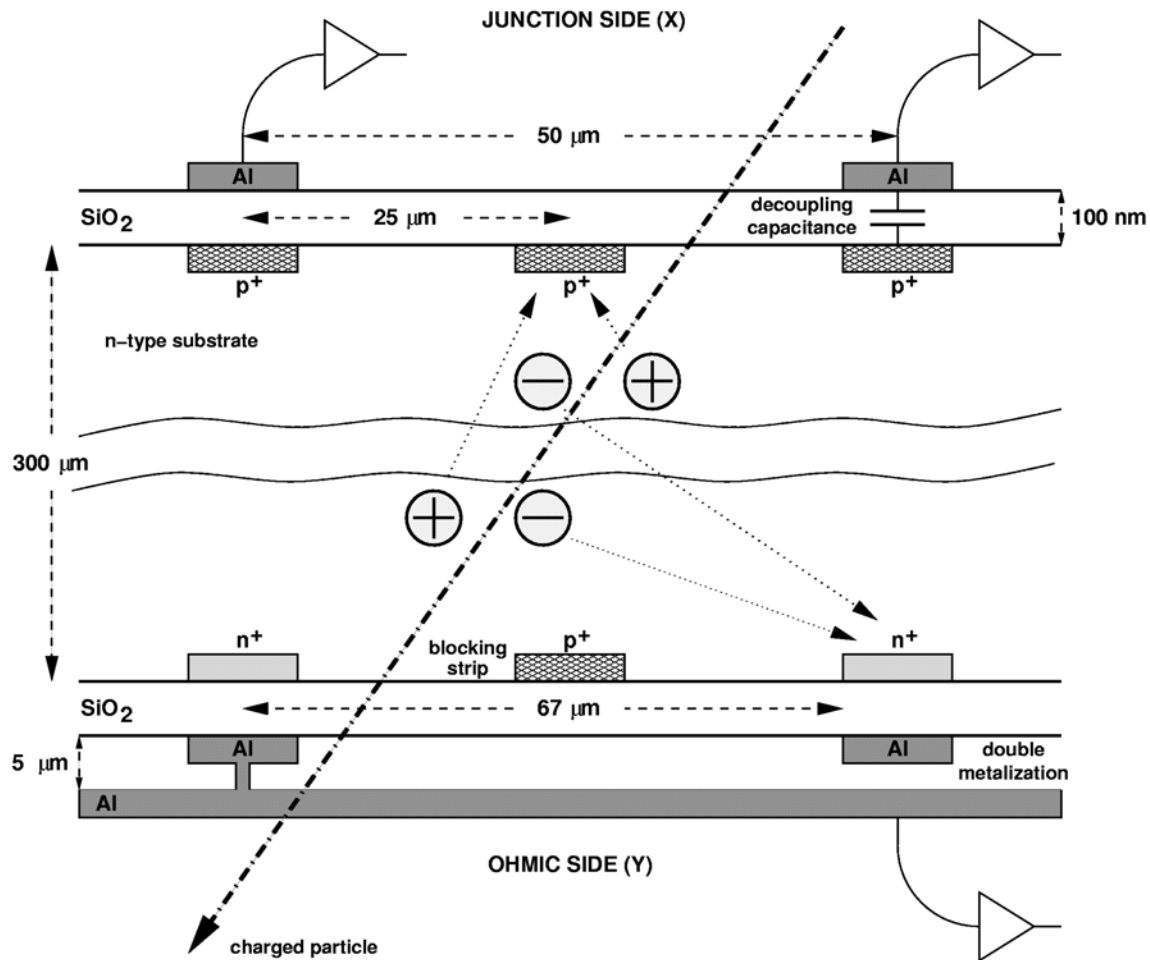 JUNCTION SIDE (X)
50 μm
Al
Al
SiO2
25 μm
decoupling
capacitance
100 nm
p+
p+
p+
n−type substrate
− +
300 μm
+ −
n+
blocking
strip
p+
n+
SiO2
67 μm
5 μm
Al
Al
double
metalization
Al
OHMIC SIDE (Y)
charged particle